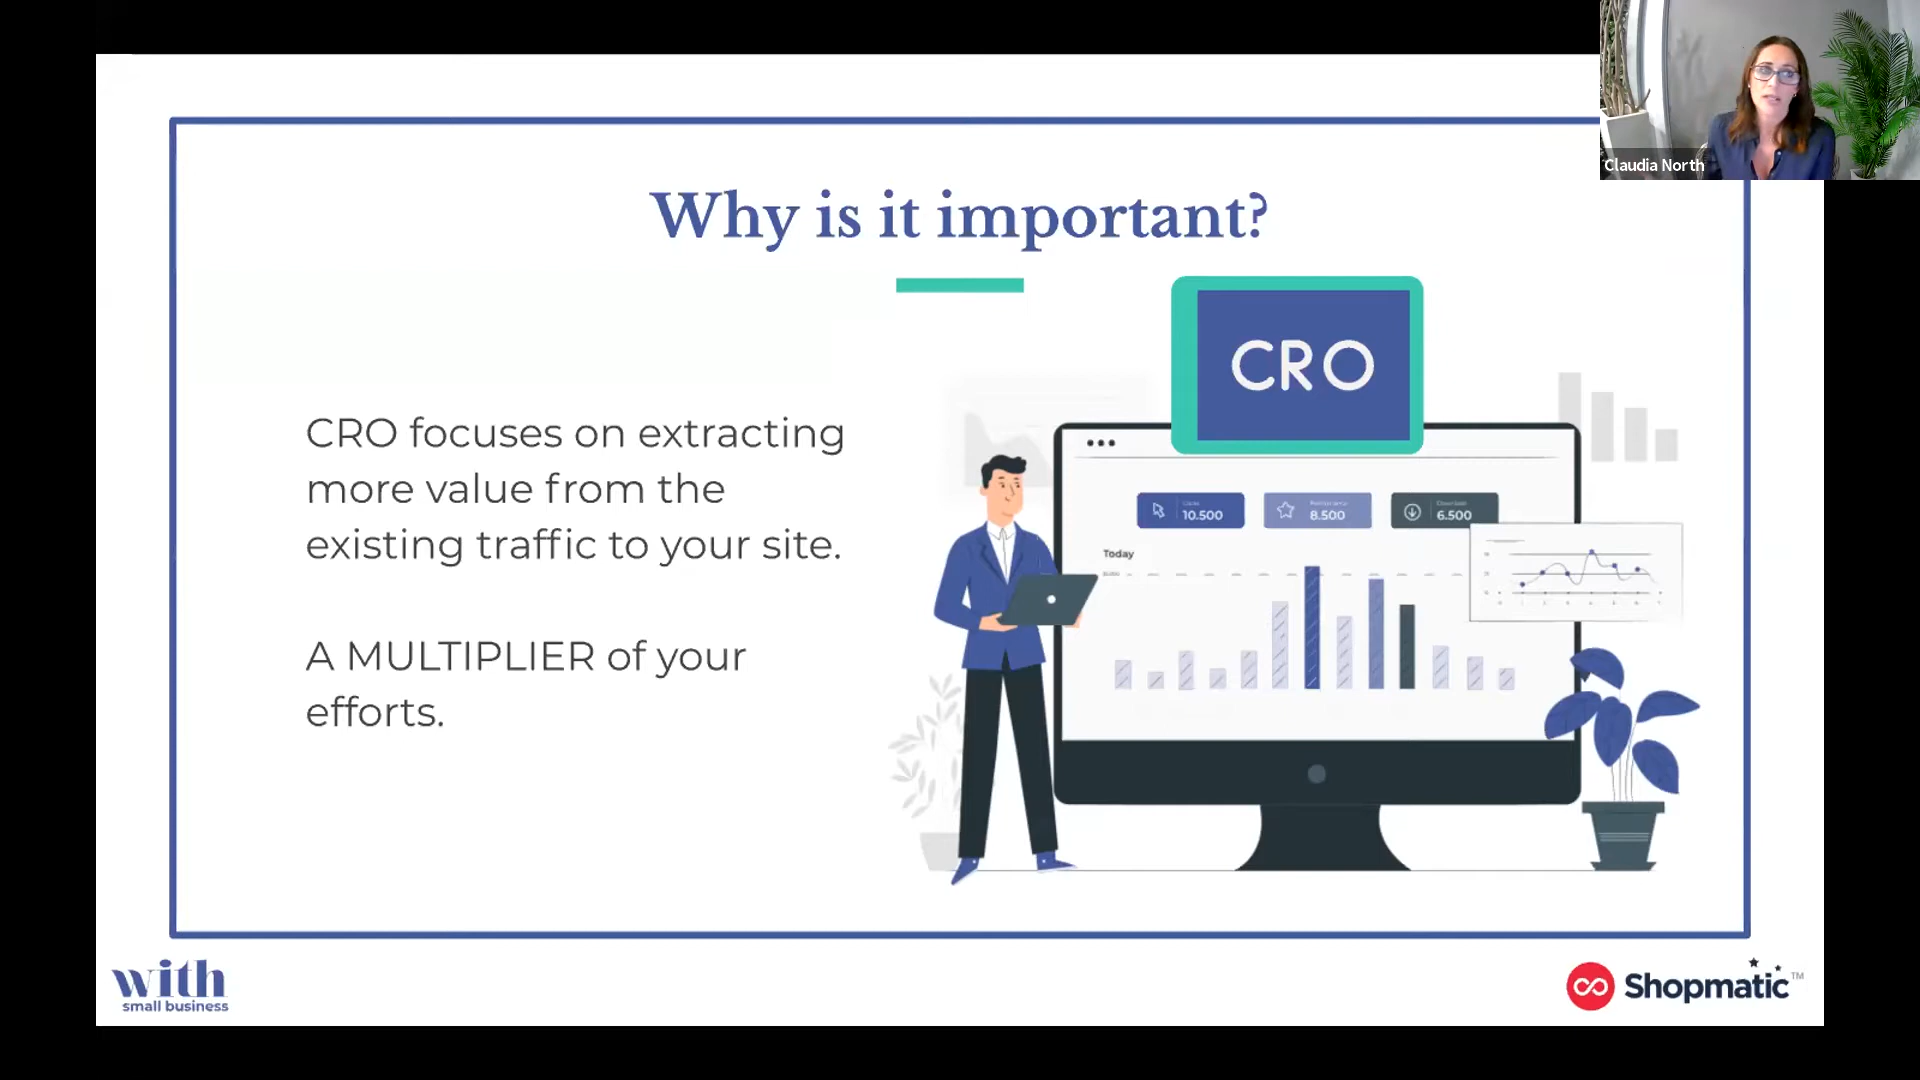 Claudia North
Why is it important?
CRO
CRO focuses on extracting
more value from the
existing traffic to your site.
A MULTIPLIER of your
efforts.
10.500
8.500
6.500
Today
with
small business
Shopmatic™